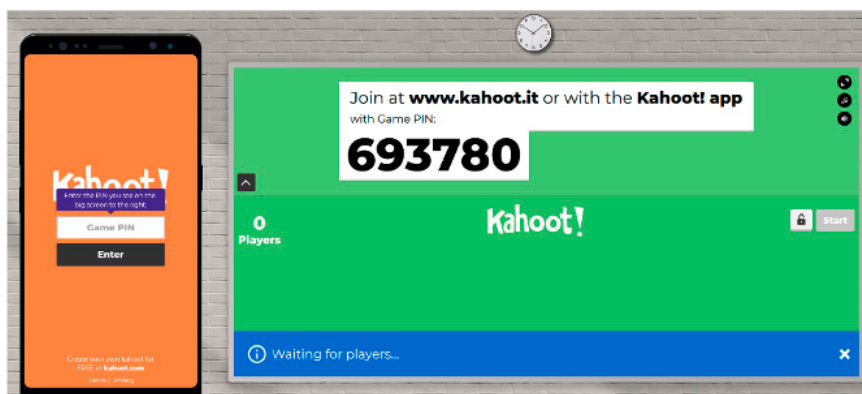 Kahoot!
Enter the PIN you see on the
big screen to the right.
Game PIN
Enter
Create your own kahoot for
FREE at kahoot.com
Terms | Privacy
Join at www.kahoot.it or with the Kahoot! app
with Game PIN:
693780
0
Players
Kahoot!
Start
Waiting for players...